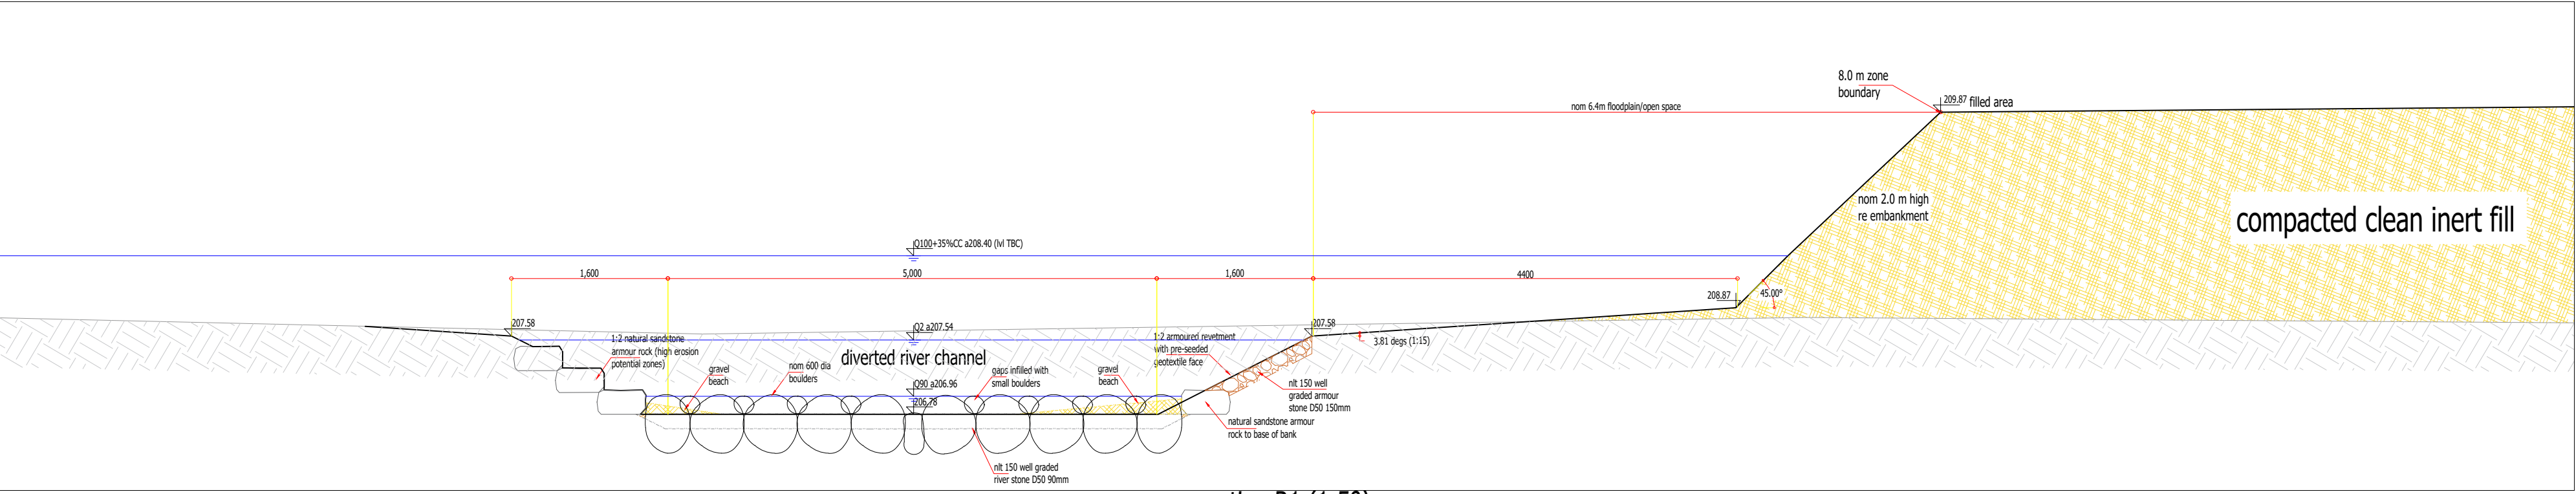 8.0 m zone
boundary
209.87 filled area
nom 6.4m floodplain/open space
nom 2.0 m high
re embankment
compacted clean inert fill
Q100+35%CC a208.40 (lvl TBC)
1,600
5,000
1,600
4400
208.87
45.00°
207.58
Q2 a207.54
207.58
1:2 natural sandstone
armour rock (high erosion
potential zones)
diverted river channel
1:2 armoured revetment
with pre-seeded
geotextile face
3.81 degs (1:15)
gravel
beach
nom 600 dia
boulders
gaps infilled with
small boulders
gravel
beach
Q90 a206.96
206.78
nlt 150 well
graded armour
stone D50 150mm
natural sandstone armour
rock to base of bank
nlt 150 well graded
river stone D50 90mm